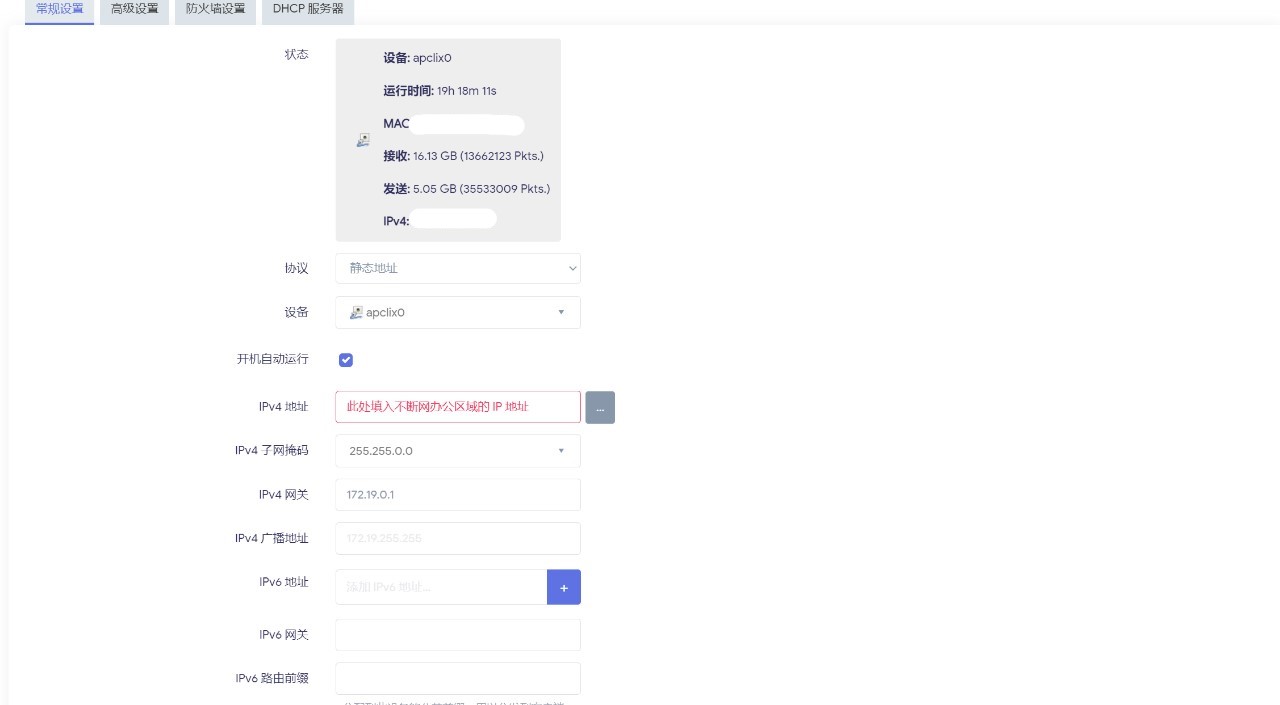 常规设置
高级设置
防火墙设置
DHCP 服务器
状态
设备: apclix0
运行时间: 19h 18m 11s
MAC
接收: 16.13 GB (13662123 Pkts.)
发送: 5.05 GB (35533009 Pkts.)
IPv4:
协议
静态地址
设备
apclix0
开机自动运行
IPv4 地址
此处填入不断网办公区域的 IP 地址
...
IPv4 子网掩码
255.255.0.0
IPv4 网关
172.19.0.1
IPv4 广播地址
172.19.255.255
IPv6 地址
添加 IPv6 地址...
+
IPv6 网关
IPv6 路由前缀